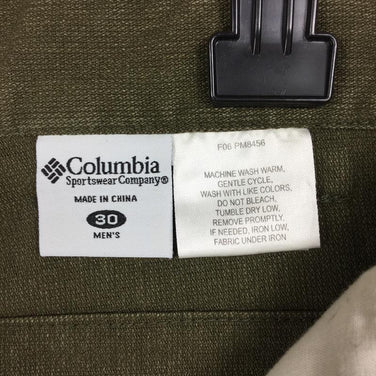 Columbia
Sportswear Company®
MADE IN CHINA
30
MEN'S
F06 PM8456
MACHINE WASH WARM,
GENTLE CYCLE,
WASH WITH LIKE COLORS,
DO NOT BLEACH,
TUMBLE DRY LOW,
REMOVE PROMPTLY.
IF NEEDED, IRON LOW,
FABRIC UNDER IRON